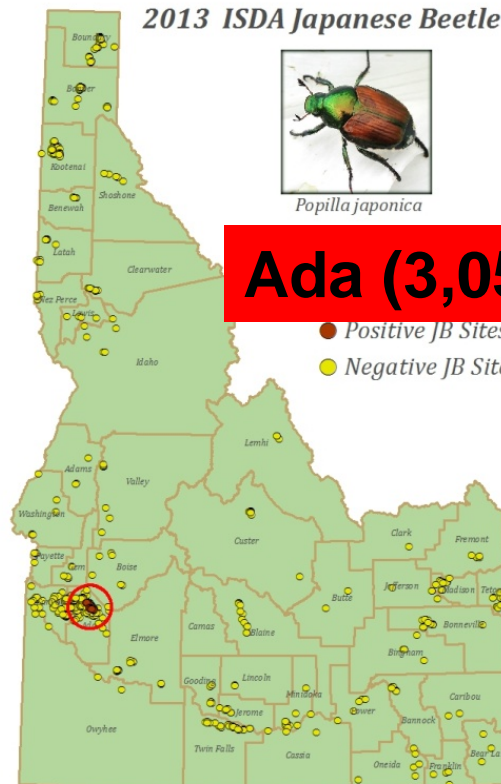 2013 ISDA Japanese Beetle
Popilla japonica
Ada (3,05
Positive JB Sites
Negative JB Site
Boundary
Bonner
Kootenai
Shoshone
Benewah
Latah
Clearwater
Nez Perce
Lewis
Idaho
Lemhi
Adams
Valley
Washington
Custer
Clark
Fremont
Payette
Gem
Boise
Jefferson
Madison
Teton
Butte
Camas
Blaine
Bonneville
Elmore
Bingham
Gooding
Lincoln
Minidoka
Caribou
Jerome
Power
Bannock
Owyhee
Twin Falls
Cassia
Oneida
Franklin
Bear La